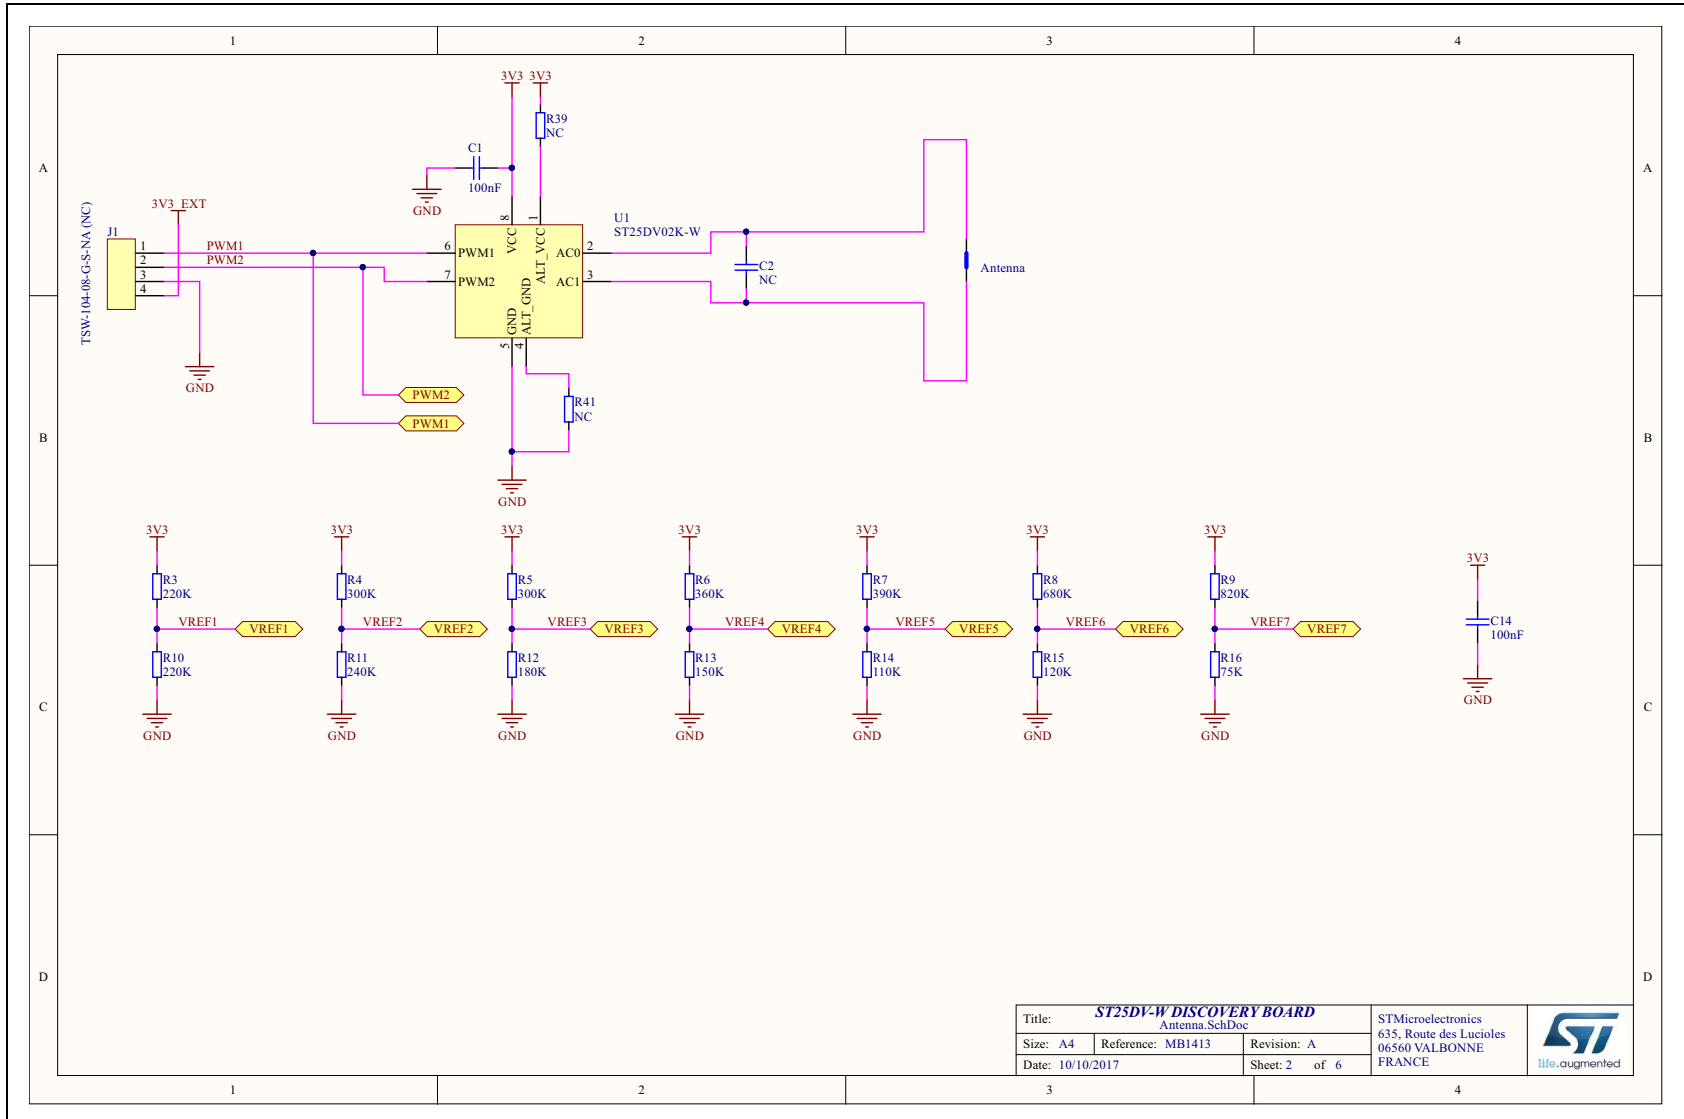 1 2 3 4
A A
B B
C C
D D
3V3 3V3
R39
NC
C1
100nF
GND
3V3_EXT
TSW-104-08-G-S-NA (NC)
J1
1
2
3
4
PWM1
PWM2
6 PWM1
7 PWM2
8 VCC
1 ALT_VCC
U1
ST25DV02K-W
AC0 2
AC1 3
GND 5
ALT_GND 4
C2
NC
Antenna
GND
PWM2
PWM1
R41
NC
GND
3V3 3V3 3V3 3V3 3V3 3V3 3V3
R3 R4 R5 R6 R7 R8 R9
220K 300K 300K 360K 390K 680K 820K
VREF1 VREF1 VREF2 VREF2 VREF3 VREF3 VREF4 VREF4 VREF5 VREF5 VREF6 VREF6 VREF7 VREF7
R10 R11 R12 R13 R14 R15 R16
220K 240K 180K 150K 110K 120K 75K
GND GND GND GND GND GND GND
3V3
C14
100nF
GND
Title: ST25DV-W DISCOVERY BOARD
Antenna.SchDoc
Size: A4 Reference: MB1413 Revision: A
Date: 10/10/2017 Sheet: 2 of 6
STMicroelectronics
635, Route des Lucioles
06560 VALBONNE
FRANCE
ST
life.augmented
1 2 3 4